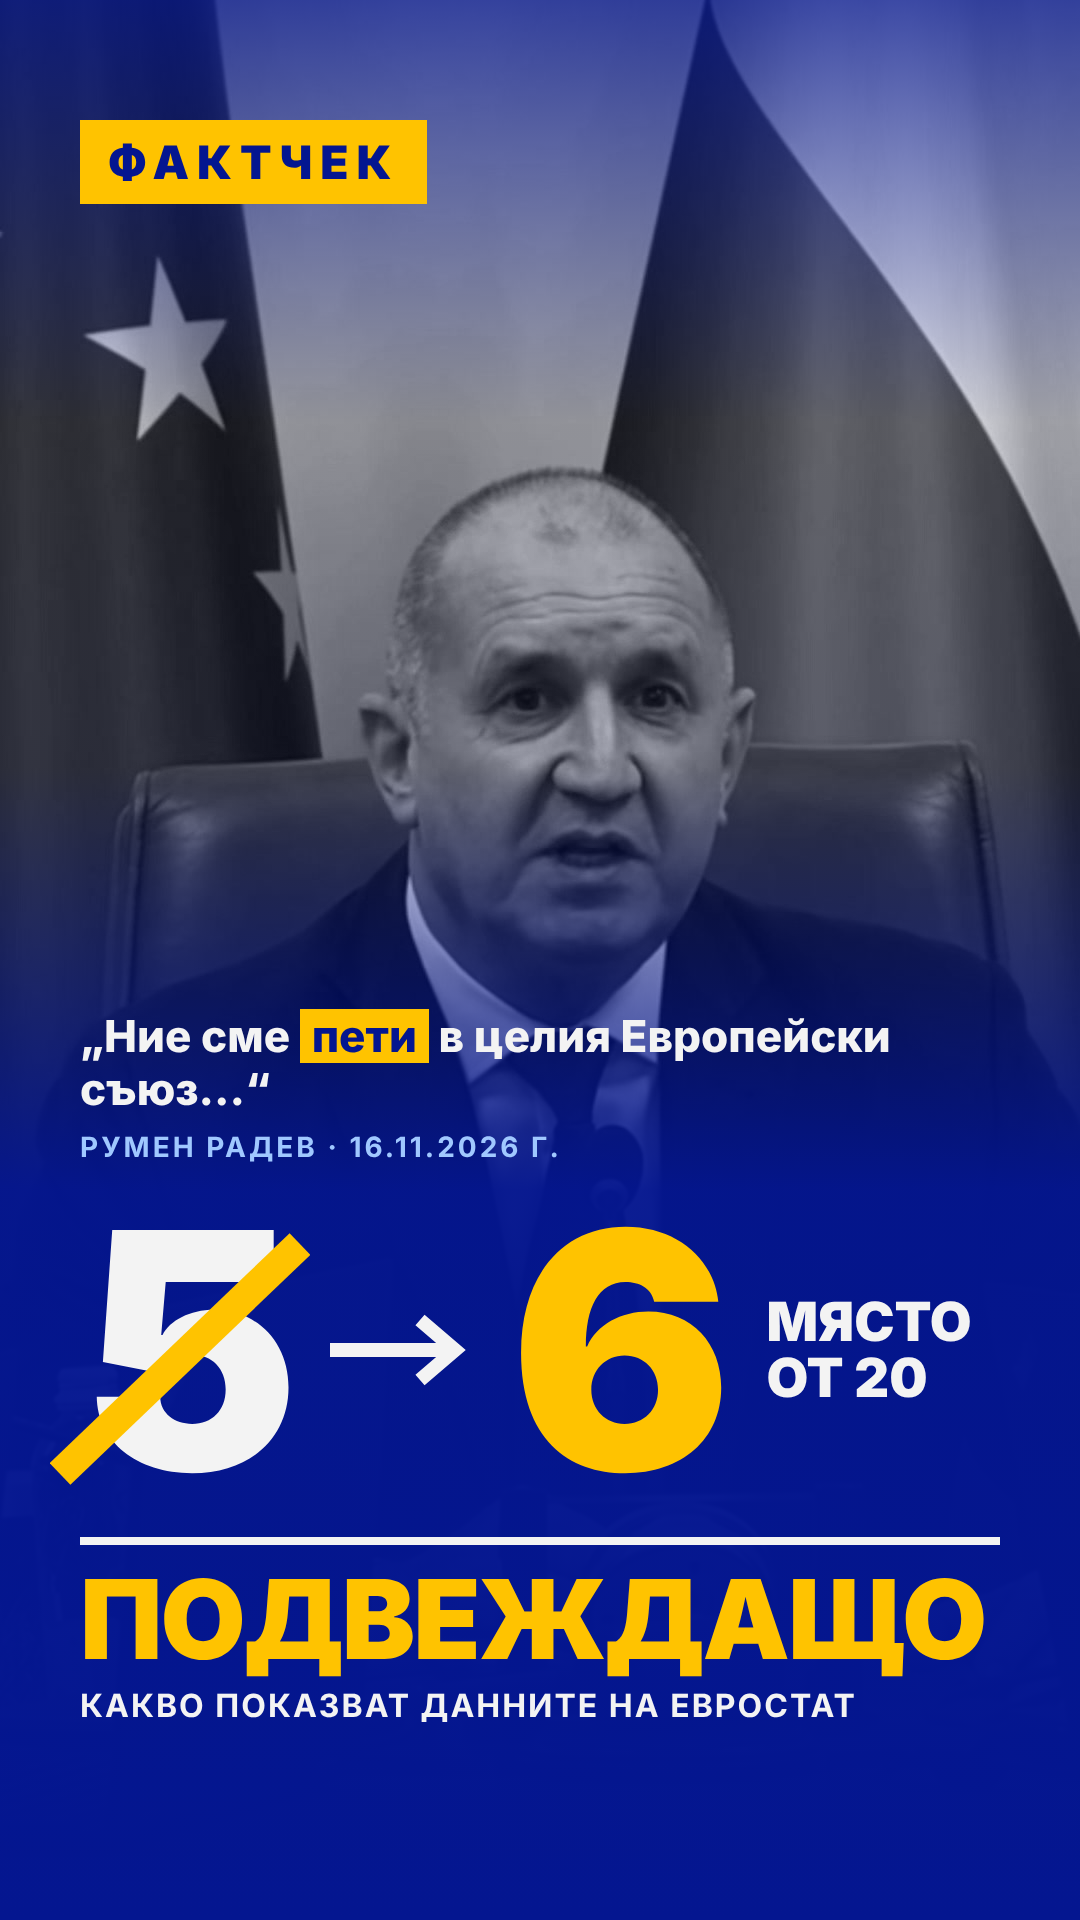 ФАКТЧЕК
„Ние сме пети в целия Европейски
съюз...“
РУМЕН РАДЕВ · 16.11.2026 Г.
5 → 6 МЯСТО
ОТ 20
ПОДВЕЖДАЩО
КАКВО ПОКАЗВАТ ДАННИТЕ НА ЕВРОСТАТ